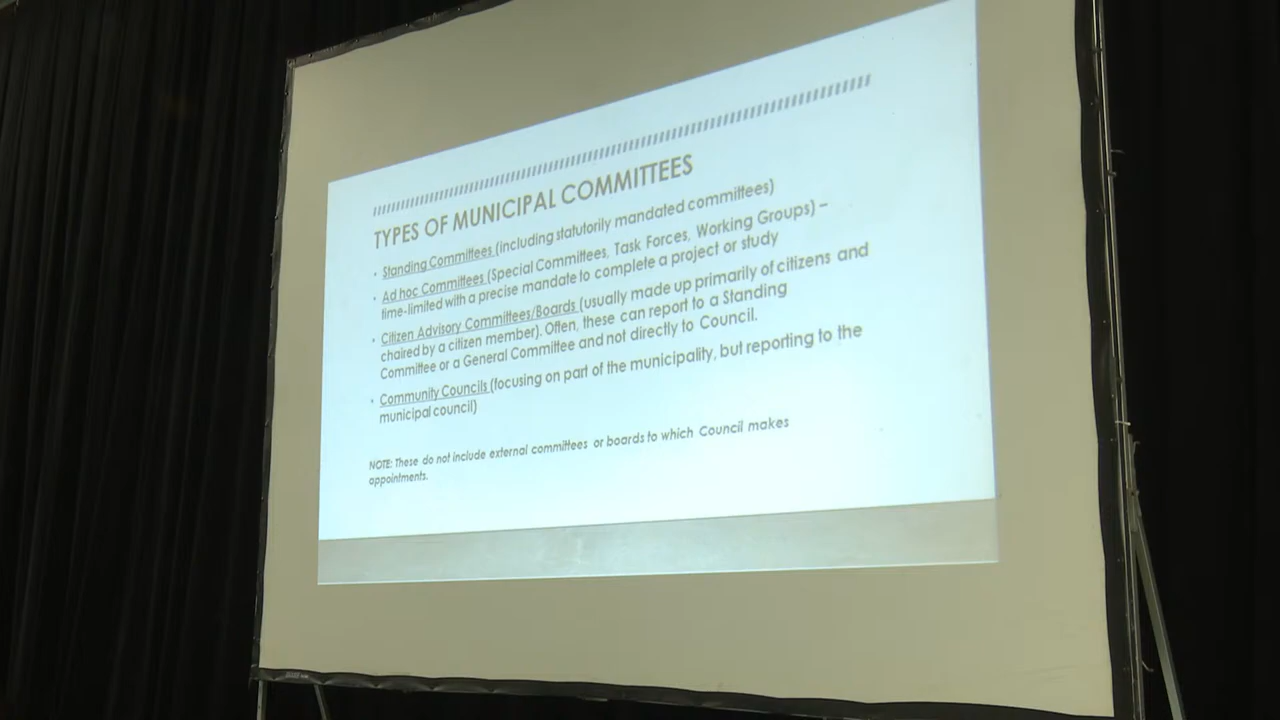 TYPES OF MUNICIPAL COMMITTEES
• Standing Committees (including statutorily mandated committees)
• Ad hoc Committees (Special Committees, Task Forces, Working Groups) –
time-limited with a precise mandate to complete a project or study
• Citizen Advisory Committees/Boards (usually made up primarily of citizens and
chaired by a citizen member). Often, these can report to a Standing
Committee or a General Committee and not directly to Council.
• Community Councils (focusing on part of the municipality, but reporting to the
municipal council)
NOTE: These do not include external committees or boards to which Council makes
appointments.